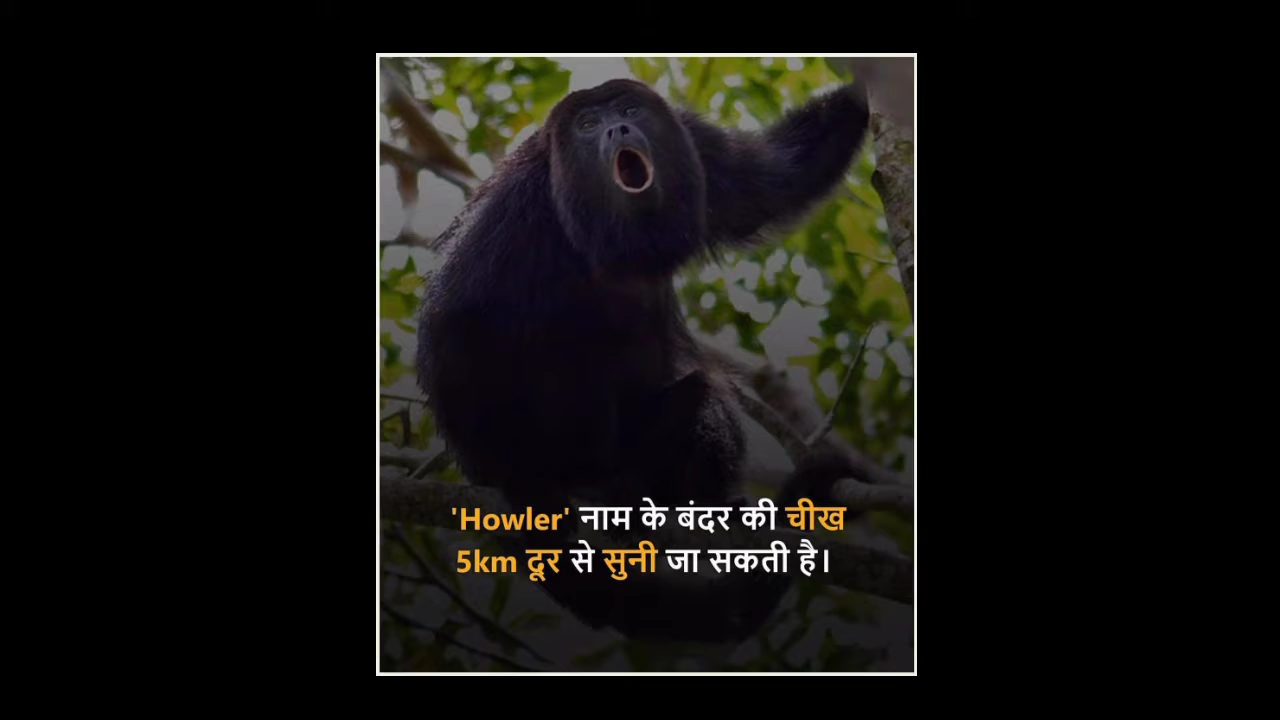 'Howler' नाम के बंदर की चीख
5km दूर से सुनी जा सकती है।